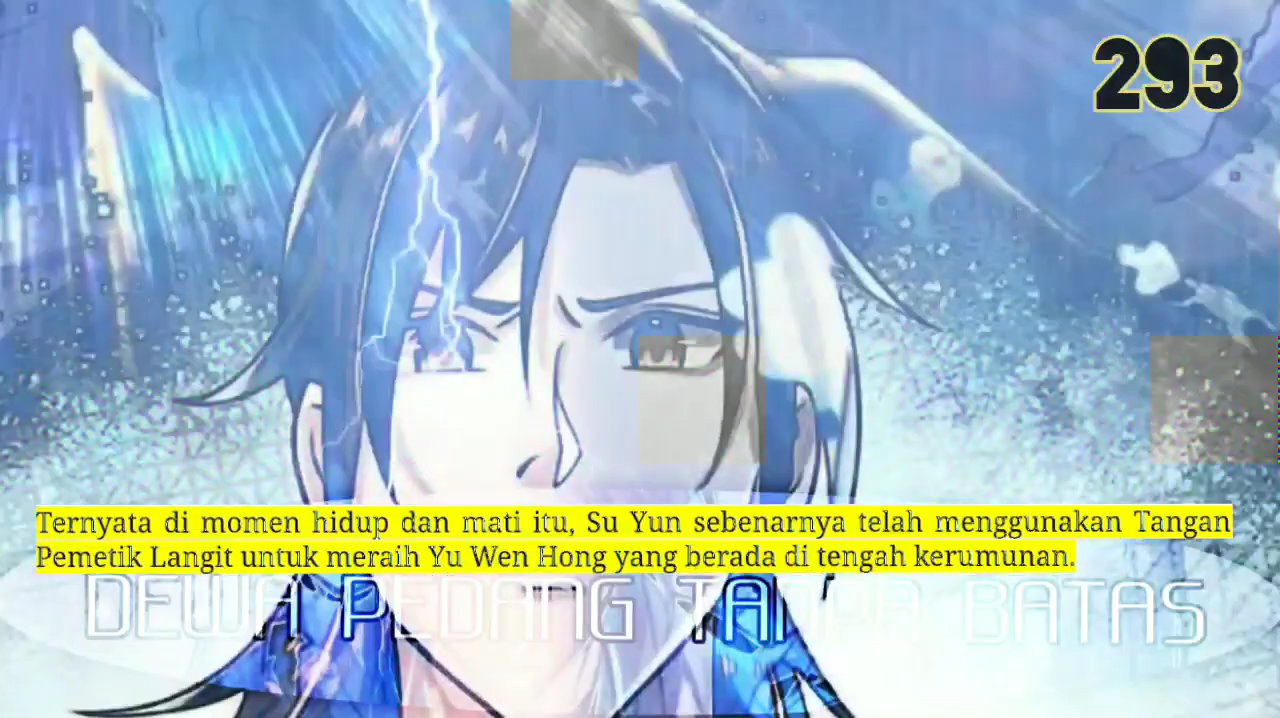 293
Ternyata di momen hidup dan mati itu, Su Yun sebenarnya telah menggunakan Tangan
Pemetik Langit untuk meraih Yu Wen Hong yang berada di tengah kerumunan.
DEWA PEDANG TANPA BATAS